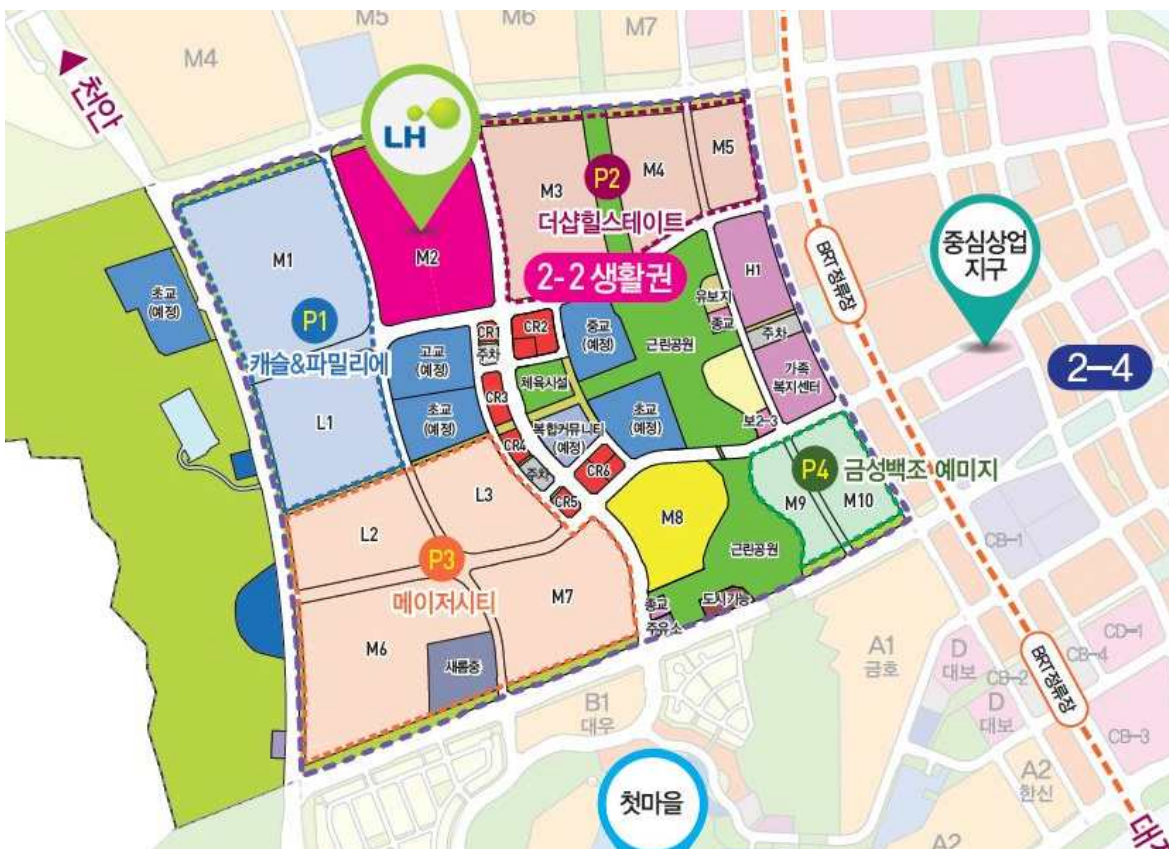 M5
M6
M7
M4
천안
LH
M3
P2
M4
M5
더샵힐스테이트
M1
M2
2-2 생활권
H1
BRT 정류장
중심상업
지구
2-4
초교
(예정)
P1
캐슬&파밀리에
고교
(예정)
CR1
주차
CR2
중교
(예정)
유보지
종교
근린공원
주차
가족
복지센터
L1
초교
(예정)
CR3
체육시설
복합커뮤니티
(예정)
초교
(예정)
보2-3
CR4
주차
CR6
CR5
P4
금성백조 예미지
M9
M10
L2
L3
M8
근린공원
CB-1
P3
메이저시티
M7
M6
새롬중
종교
주유소
A1
금호
D
대보
CB-2
CB-4
CD-1
BRT 정류장
D
대보
CB-3
B1
대우
첫마을
A2
한신
A2